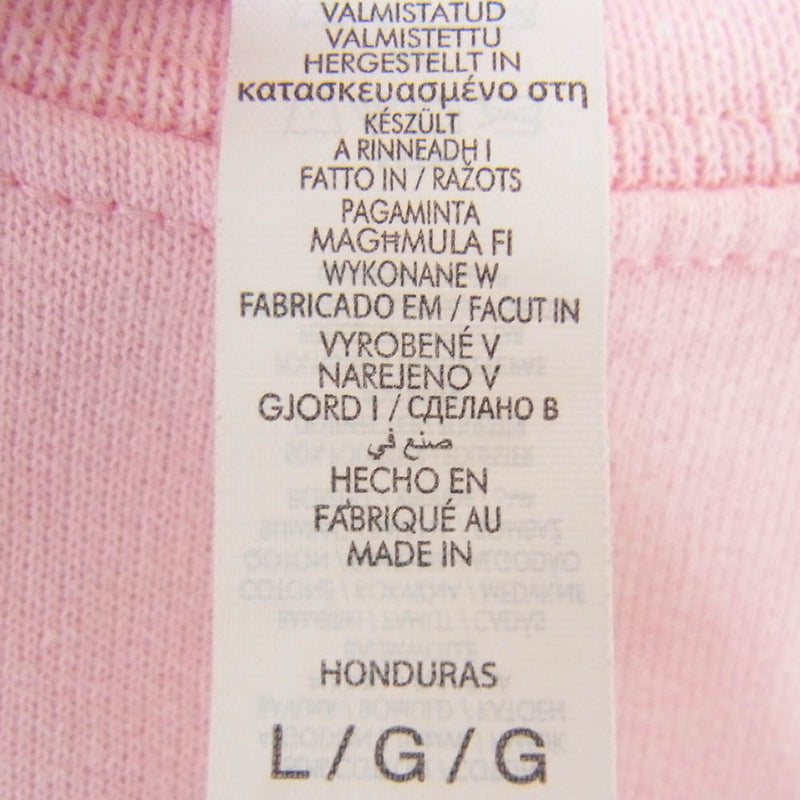 VALMISTATUD
VALMISTETTU
HERGESTELLT IN
κατασκευασμένο στη
KÉSZÜLT
A RINNEADH I
FATTO IN / RAŽOTS
PAGAMINTA
MAGĦMULA FI
WYKONANE W
FABRICADO EM / FACUT IN
VYROBENÉ V
NAREJENO V
GJORD I / СДЕЛАНО В
صنع في
HECHO EN
FABRIQUÉ AU
MADE IN
HONDURAS
L / G / G